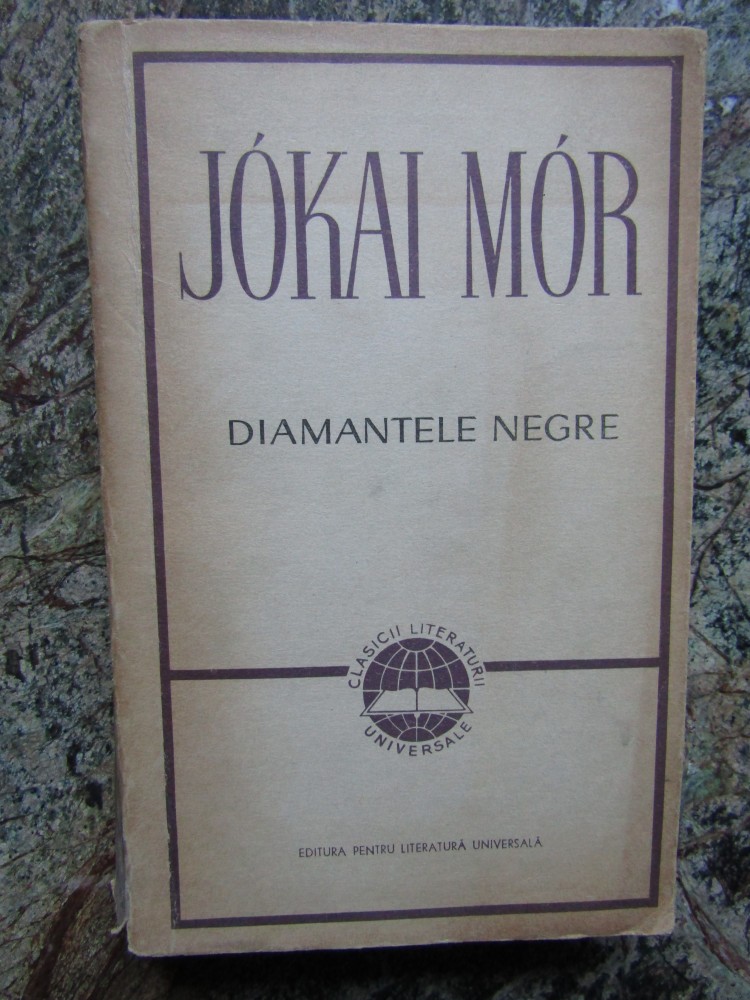 JÓKAI MÓR
DIAMANTELE NEGRE
CLASICII LITERATURII
UNIVERSALE
EDITURA PENTRU LITERATURĂ UNIVERSALĂ